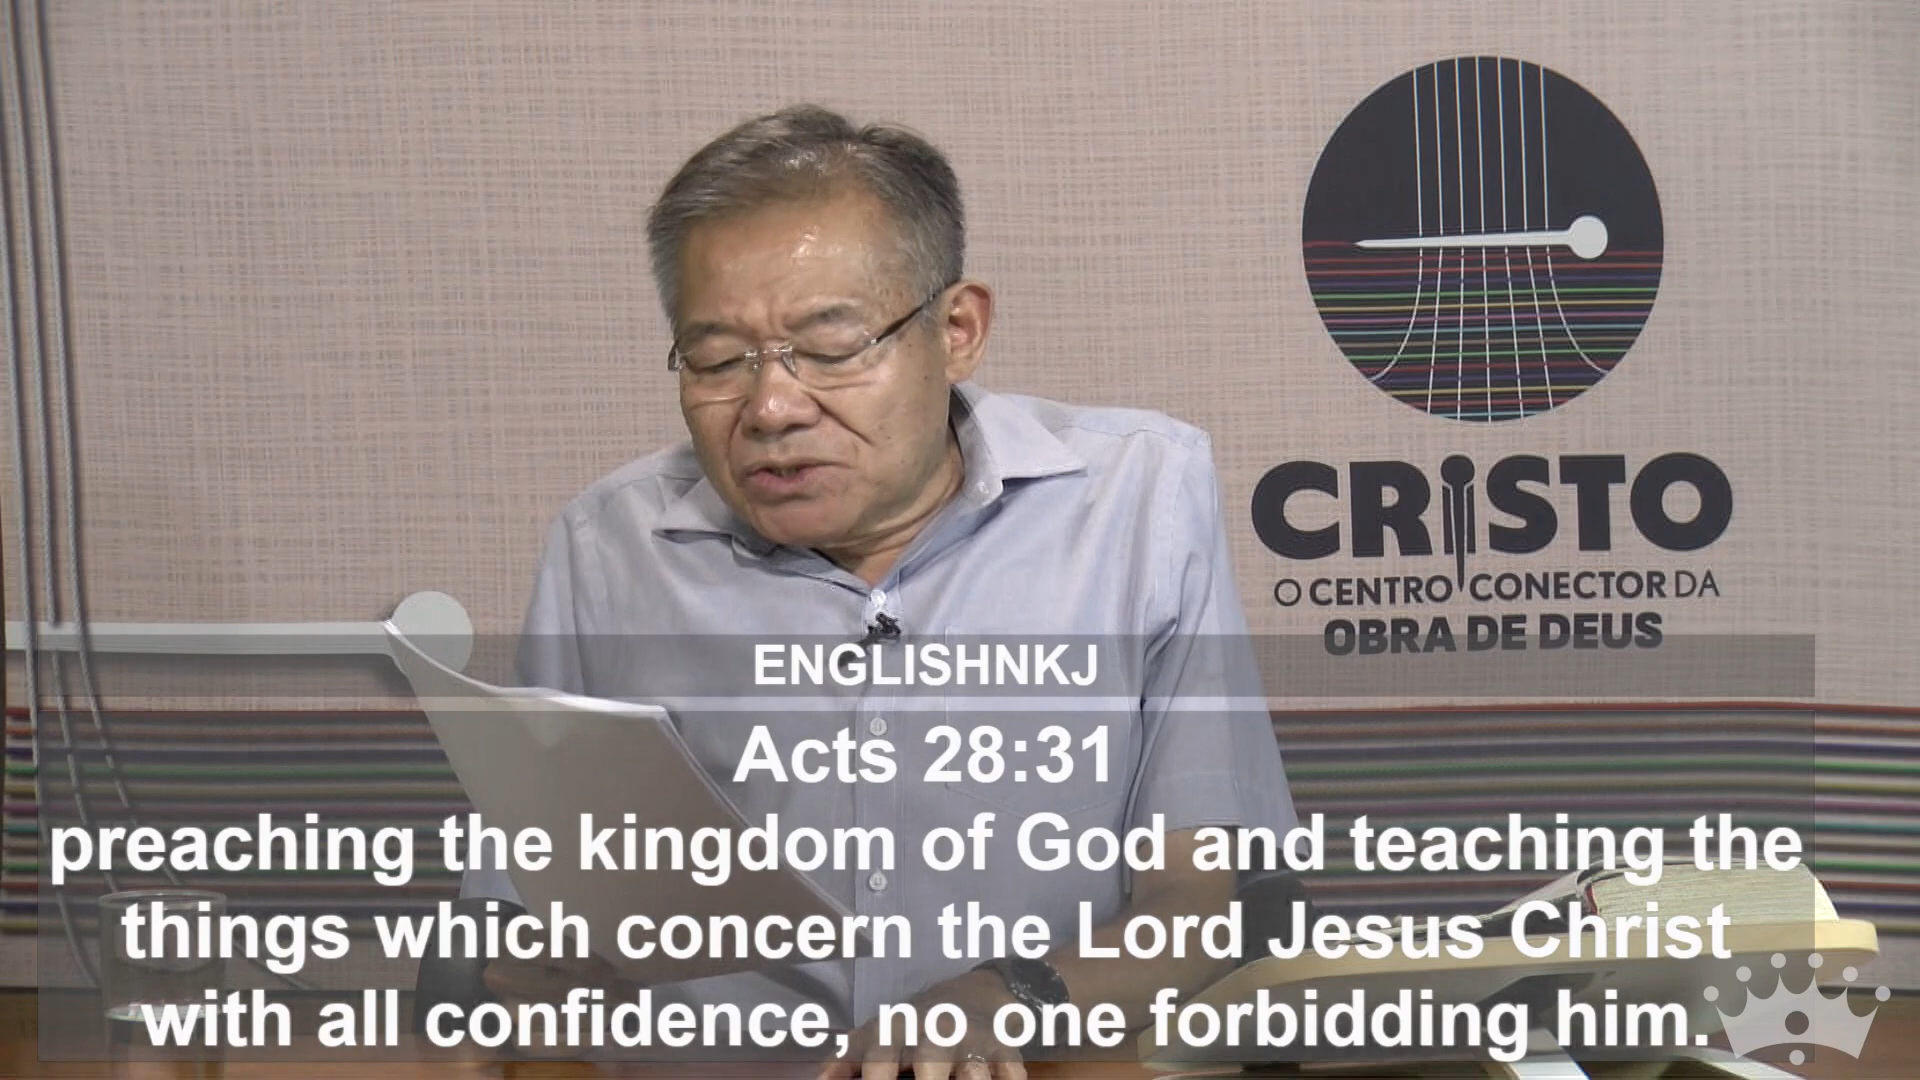 CRISTO
O CENTRO CONECTOR DA
OBRA DE DEUS
ENGLISHNKJ
Acts 28:31
preaching the kingdom of God and teaching the
things which concern the Lord Jesus Christ
with all confidence, no one forbidding him.